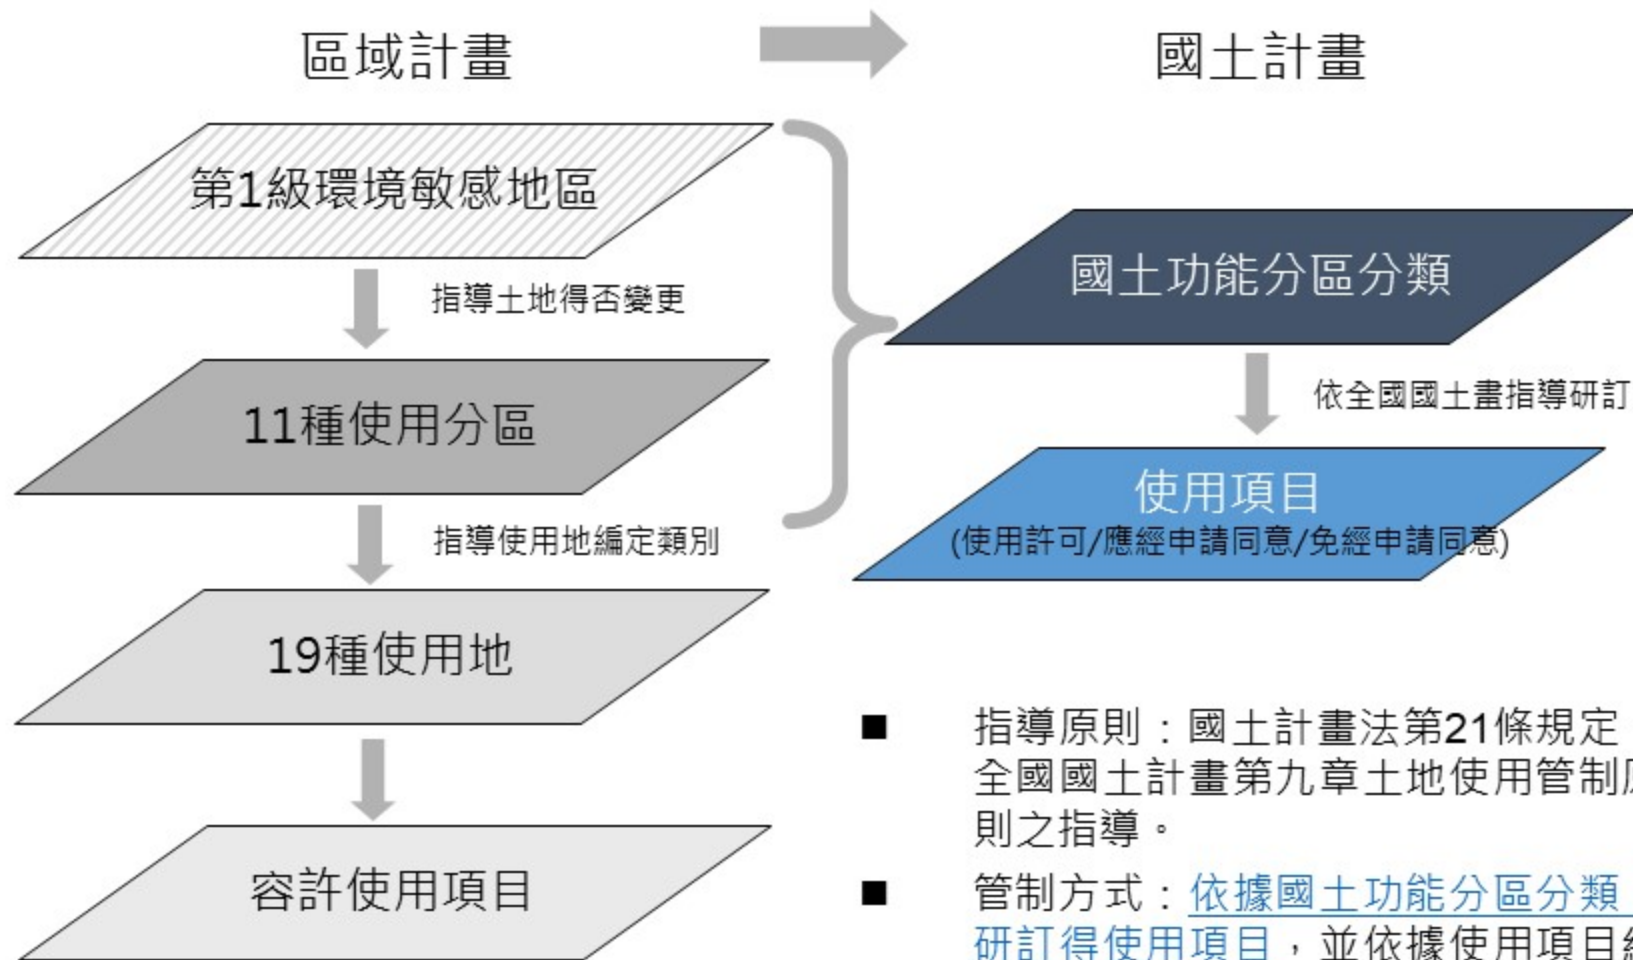 區域計畫
國土計畫
第1級環境敏感地區
指導土地得否變更
11種使用分區
指導使用地編定類別
19種使用地
容許使用項目
國土功能分區分類
依全國國土畫指導研訂
使用項目
(使用許可/應經申請同意/免經申請同意)
■ 指導原則：國土計畫法第21條規定
全國國土計畫第九章土地使用管制
則之指導。
■ 管制方式：依據國土功能分區分類
研訂得使用項目，並依據使用項目